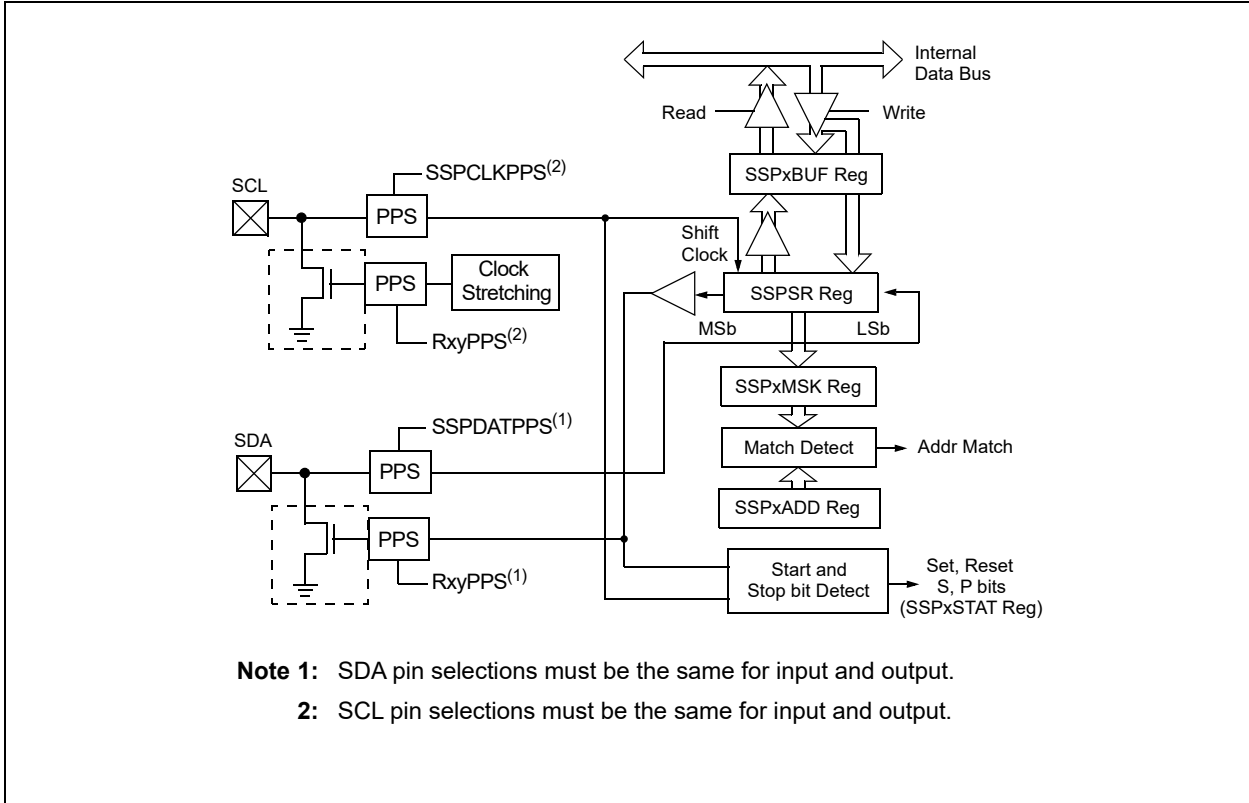 Internal
Data Bus
Read
Write
SSPCLKPPS(2)
SSPxBUF Reg
SCL
PPS
Shift
Clock
PPS
Clock
Stretching
SSPSR Reg
MSb
LSb
RxyPPS(2)
SSPxMSK Reg
SSPDATPPS(1)
SDA
Match Detect
Addr Match
PPS
SSPxADD Reg
PPS
Start and
Stop bit Detect
RxyPPS(1)
Set, Reset
S, P bits
(SSPxSTAT Reg)
Note 1: SDA pin selections must be the same for input and output.
2: SCL pin selections must be the same for input and output.